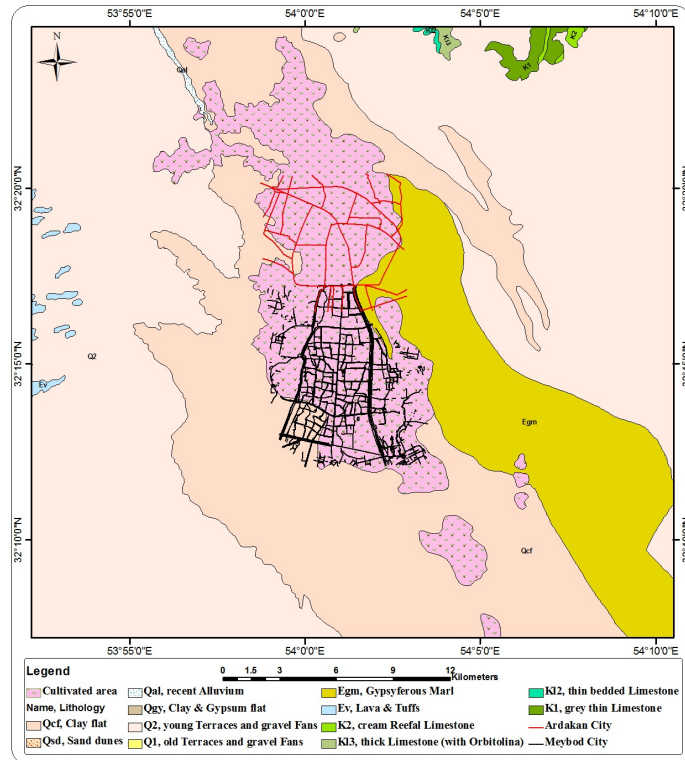 53°55'0"E 54°0'0"E 54°5'0"E 54°10'0"E
N
Qal
K1
K2
32°20'0"N
32°15'0"N
Q2
Ev
Egm
32°10'0"N
Qcf
53°55'0"E 54°0'0"E 54°5'0"E 54°10'0"E
Legend
0 1.5 3 6 9 12 Kilometers
Cultivated area
Name, Lithology
Qcf, Clay flat
Qsd, Sand dunes
Qal, recent Alluvium
Qgy, Clay & Gypsum flat
Q2, young Terraces and gravel Fans
Q1, old Terraces and gravel Fans
Egm, Gypsyferous Marl
Ev, Lava & Tuffs
K2, cream Reefal Limestone
Kl3, thick Limestone (with Orbitolina)
Kl2, thin bedded Limestone
K1, grey thin Limestone
Ardakan City
Meybod City